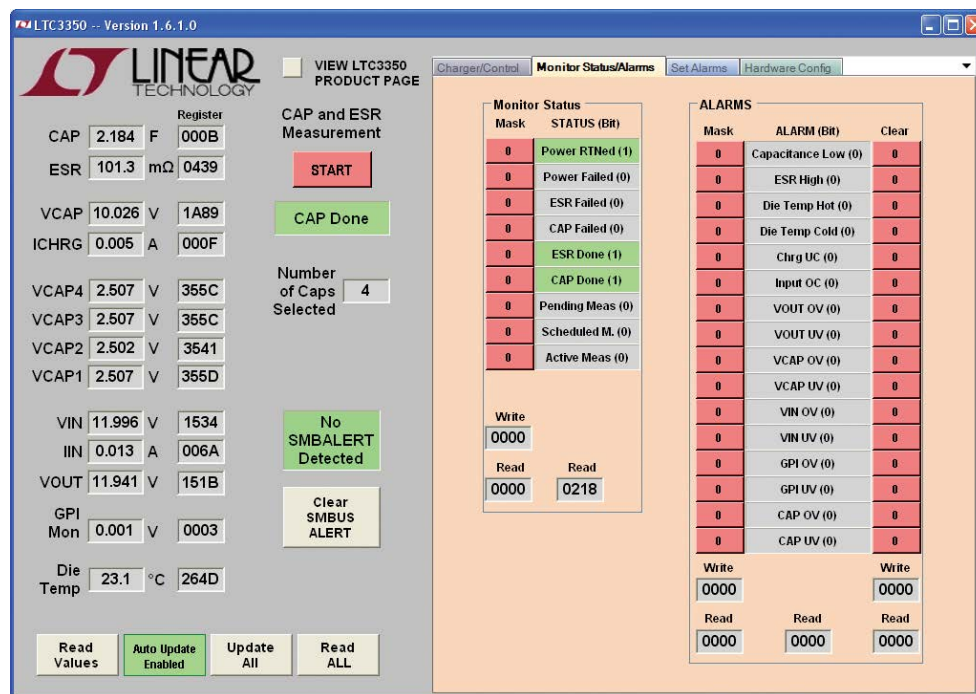 LTC3350 -- Version 1.6.1.0
LINEAR
TECHNOLOGY
VIEW LTC3350
PRODUCT PAGE
Register
CAP 2.184 F 000B
ESR 101.3 mΩ 0439
VCAP 10.026 V 1A89
ICHRG 0.005 A 000F
VCAP4 2.507 V 355C
VCAP3 2.507 V 355C
VCAP2 2.502 V 3541
VCAP1 2.507 V 355D
VIN 11.996 V 1534
IIN 0.013 A 006A
VOUT 11.941 V 151B
GPI
Mon 0.001 V 0003
Die
Temp 23.1 °C 264D
CAP and ESR
Measurement
START
CAP Done
Number
of Caps 4
Selected
No
SMBALERT
Detected
Clear
SMBUS
ALERT
Read
Values
Auto Update
Enabled
Update
All
Read
ALL
Charger/Control Monitor Status/Alarms Set Alarms Hardware Config
Monitor Status
Mask STATUS (Bit)
0 Power RTNed (1)
0 Power Failed (0)
0 ESR Failed (0)
0 CAP Failed (0)
0 ESR Done (1)
0 CAP Done (1)
0 Pending Meas (0)
0 Scheduled M. (0)
0 Active Meas (0)
Write
0000
Read Read
0000 0218
ALARMS
Mask ALARM (Bit) Clear
0 Capacitance Low (0) 0
0 ESR High (0) 0
0 Die Temp Hot (0) 0
0 Die Temp Cold (0) 0
0 Chrg UC (0) 0
0 Input OC (0) 0
0 VOUT OV (0) 0
0 VOUT UV (0) 0
0 VCAP OV (0) 0
0 VCAP UV (0) 0
0 VIN OV (0) 0
0 VIN UV (0) 0
0 GPI OV (0) 0
0 GPI UV (0) 0
0 CAP OV (0) 0
0 CAP UV (0) 0
Write Write
0000 0000
Read Read Read
0000 0000 0000